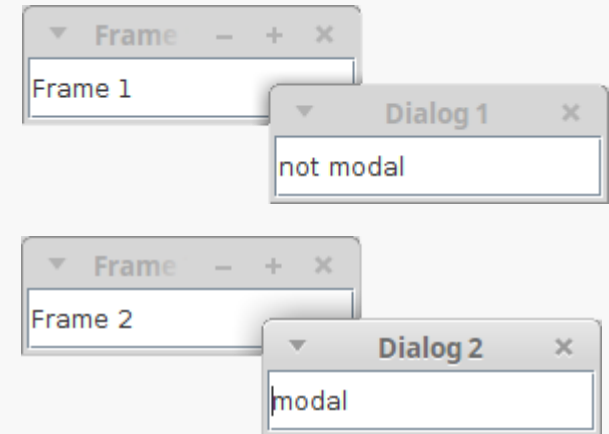 Frame
Frame 1
Dialog 1
not modal
Frame
Frame 2
Dialog 2
modal